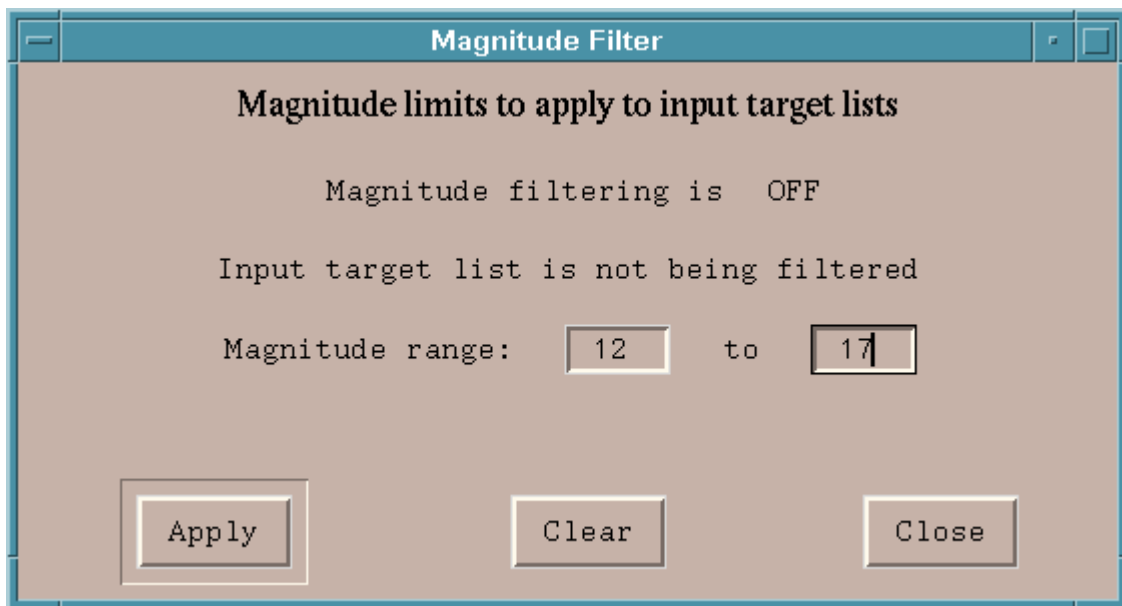 Magnitude Filter
Magnitude limits to apply to input target lists
Magnitude filtering is OFF
Input target list is not being filtered
Magnitude range: 12 to 17
Apply Clear Close